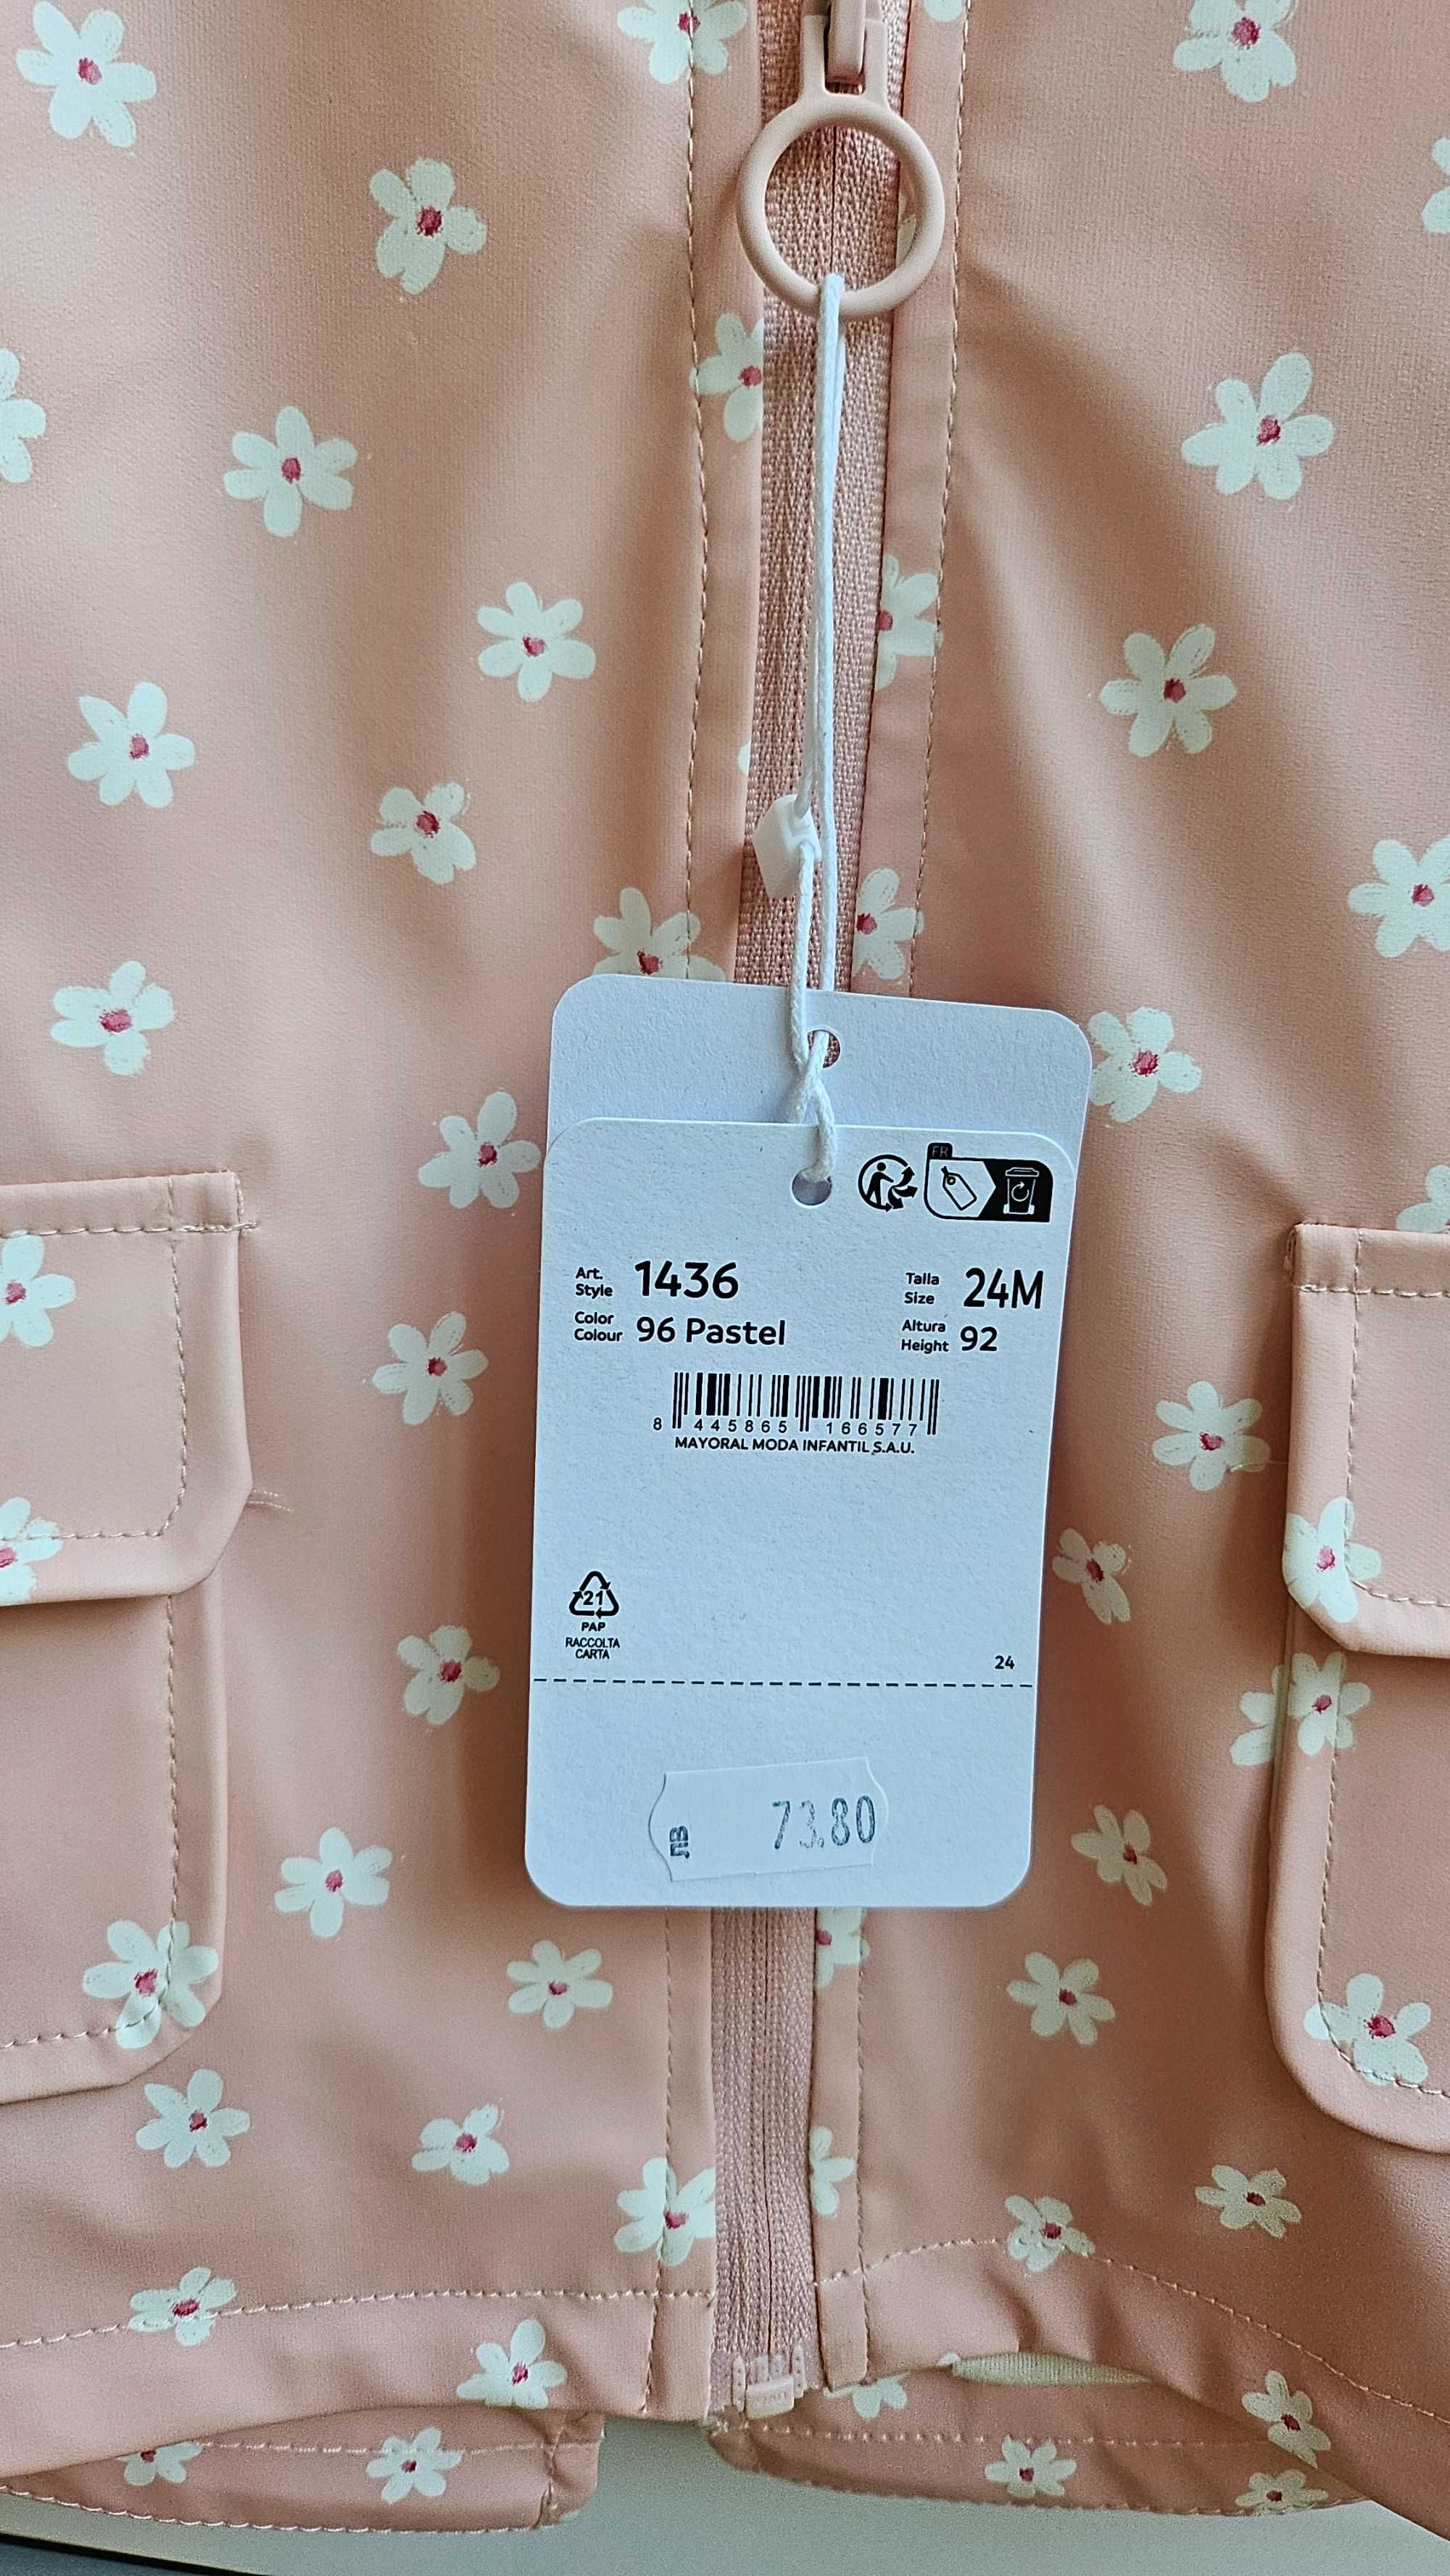 FR
Art.
Style 1436
Talla
Size 24M
Color
Colour 96 Pastel
Altura
Height 92
8 445865 166577
MAYORAL MODA INFANTIL S.A.U.
21
PAP
RACCOLTA
CARTA
24
лв 73.80